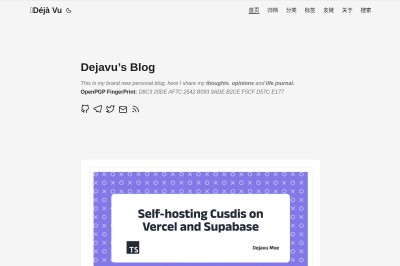 Déjà Vu
首页 归档 分类 标签 友链 关于 搜索
Dejavu's Blog
This is my brand new personal blog, here I share my thoughts, opinions and life journal.
OpenPGP FingerPrint: D8C3 20DE AF7C 2542 B093 9ADE B2CE F5CF D57C E177
Self-hosting Cusdis on
Vercel and Supabase
TS
Dejavu Moe